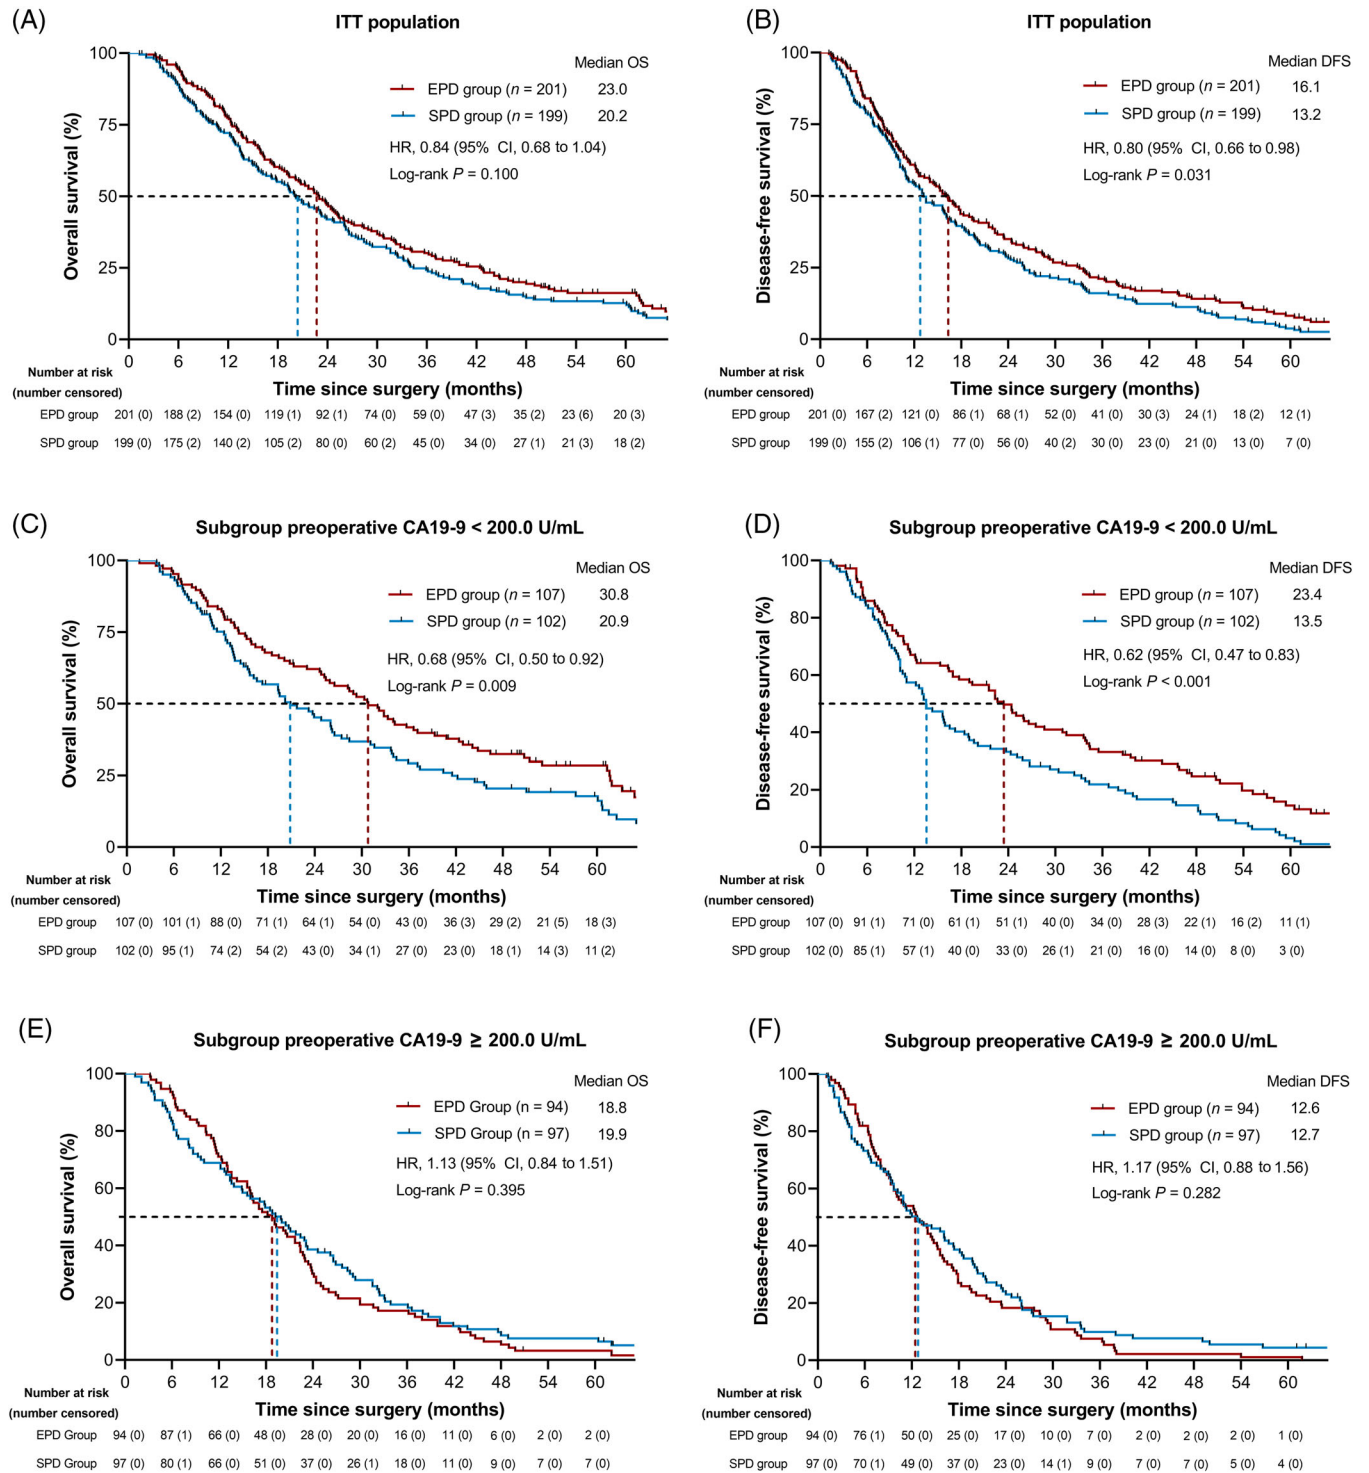 (A)
ITT population
Median OS
EPD group (n = 201) 23.0
SPD group (n = 199) 20.2
HR, 0.84 (95% CI, 0.68 to 1.04)
Log-rank P = 0.100
Overall survival (%)
100
75
50
25
0
0 6 12 18 24 30 36 42 48 54 60
Time since surgery (months)
Number at risk
(number censored)
EPD group 201 (0) 188 (2) 154 (0) 119 (1) 92 (1) 74 (0) 59 (0) 47 (3) 35 (2) 23 (6) 20 (3)
SPD group 199 (0) 175 (2) 140 (2) 105 (2) 80 (0) 60 (2) 45 (0) 34 (0) 27 (1) 21 (3) 18 (2)
(B)
ITT population
Median DFS
EPD group (n = 201) 16.1
SPD group (n = 199) 13.2
HR, 0.80 (95% CI, 0.66 to 0.98)
Log-rank P = 0.031
Disease-free survival (%)
100
75
50
25
0
0 6 12 18 24 30 36 42 48 54 60
Time since surgery (months)
Number at risk
(number censored)
EPD group 201 (0) 167 (2) 121 (0) 86 (1) 68 (1) 52 (0) 41 (0) 30 (3) 24 (1) 18 (2) 12 (1)
SPD group 199 (0) 155 (2) 106 (1) 77 (0) 56 (0) 40 (2) 30 (0) 23 (0) 21 (0) 13 (0) 7 (0)
(C)
Subgroup preoperative CA19-9 < 200.0 U/mL
Median OS
EPD group (n = 107) 30.8
SPD group (n = 102) 20.9
HR, 0.68 (95% CI, 0.50 to 0.92)
Log-rank P = 0.009
Overall survival (%)
100
75
50
25
0
0 6 12 18 24 30 36 42 48 54 60
Time since surgery (months)
Number at risk
(number censored)
EPD group 107 (0) 101 (1) 88 (0) 71 (1) 64 (1) 54 (0) 43 (0) 36 (3) 29 (2) 21 (5) 18 (3)
SPD group 102 (0) 95 (1) 74 (2) 54 (2) 43 (0) 34 (1) 27 (0) 23 (0) 18 (1) 14 (3) 11 (2)
(D)
Subgroup preoperative CA19-9 < 200.0 U/mL
Median DFS
EPD group (n = 107) 23.4
SPD group (n = 102) 13.5
HR, 0.62 (95% CI, 0.47 to 0.83)
Log-rank P < 0.001
Disease-free survival (%)
100
80
60
40
20
0
0 6 12 18 24 30 36 42 48 54 60
Time since surgery (months)
Number at risk
(number censored)
EPD group 107 (0) 91 (1) 71 (0) 61 (1) 51 (1) 40 (0) 34 (0) 28 (3) 22 (1) 16 (2) 11 (1)
SPD group 102 (0) 85 (1) 57 (1) 40 (0) 33 (0) 26 (1) 21 (0) 16 (0) 14 (0) 8 (0) 3 (0)
(E)
Subgroup preoperative CA19-9 ≥ 200.0 U/mL
Median OS
EPD Group (n = 94) 18.8
SPD Group (n = 97) 19.9
HR, 1.13 (95% CI, 0.84 to 1.51)
Log-rank P = 0.395
Overall survival (%)
100
80
60
40
20
0
0 6 12 18 24 30 36 42 48 54 60
Time since surgery (months)
Number at risk
(number censored)
EPD Group 94 (0) 87 (1) 66 (0) 48 (0) 28 (0) 20 (0) 16 (0) 11 (0) 6 (0) 2 (0) 2 (0)
SPD Group 97 (0) 80 (1) 66 (0) 51 (0) 37 (0) 26 (1) 18 (0) 11 (0) 9 (0) 7 (0) 7 (0)
(F)
Subgroup preoperative CA19-9 ≥ 200.0 U/mL
Median DFS
EPD group (n = 94) 12.6
SPD group (n = 97) 12.7
HR, 1.17 (95% CI, 0.88 to 1.56)
Log-rank P = 0.282
Disease-free survival (%)
100
80
60
40
20
0
0 6 12 18 24 30 36 42 48 54 60
Time since surgery (months)
Number at risk
(number censored)
EPD group 94 (0) 76 (1) 50 (0) 25 (0) 17 (0) 10 (0) 7 (0) 2 (0) 2 (0) 2 (0) 1 (0)
SPD group 97 (0) 70 (1) 49 (0) 37 (0) 23 (0) 14 (1) 9 (0) 7 (0) 7 (0) 5 (0) 4 (0)